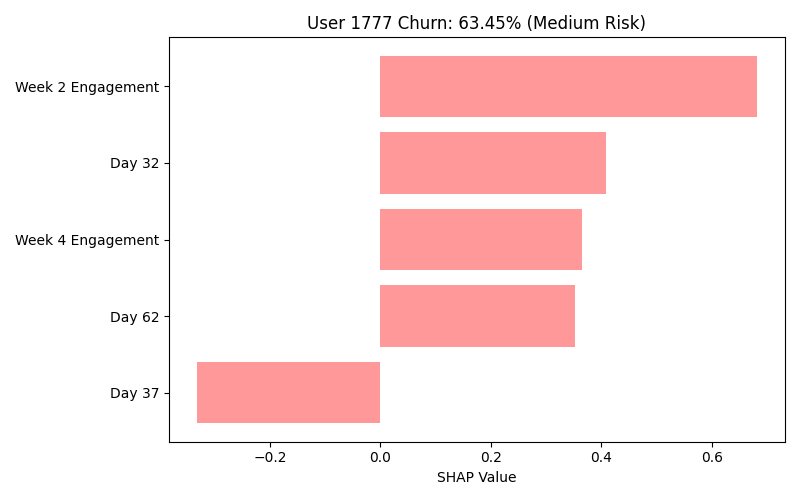 User 1777 Churn: 63.45% (Medium Risk)
Week 2 Engagement
Day 32
Week 4 Engagement
Day 62
Day 37
−0.2 0.0 0.2 0.4 0.6
SHAP Value